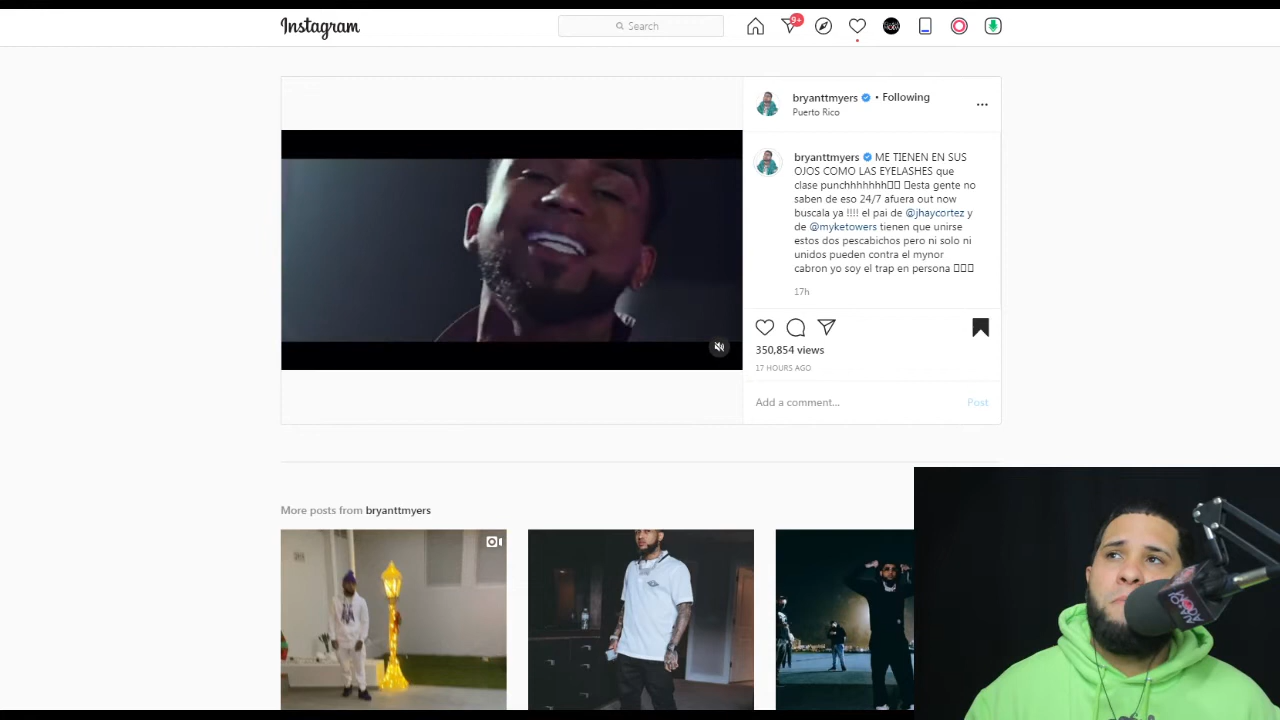 Instagram
Search
9+
bryanttmyers • Following
Puerto Rico
bryanttmyers ME TIENEN EN SUS
OJOS COMO LAS EYELASHES que
clase punchhhhhhh▯▯ ▯esta gente no
saben de eso 24/7 afuera out now
buscala ya !!!! el pai de @jhaycortez y
de @myketowers tienen que unirse
estos dos pescabichos pero ni solo ni
unidos pueden contra el mynor
cabron yo soy el trap en persona ▯▯▯
17h
350,854 views
17 HOURS AGO
Add a comment...
Post
More posts from bryanttmyers